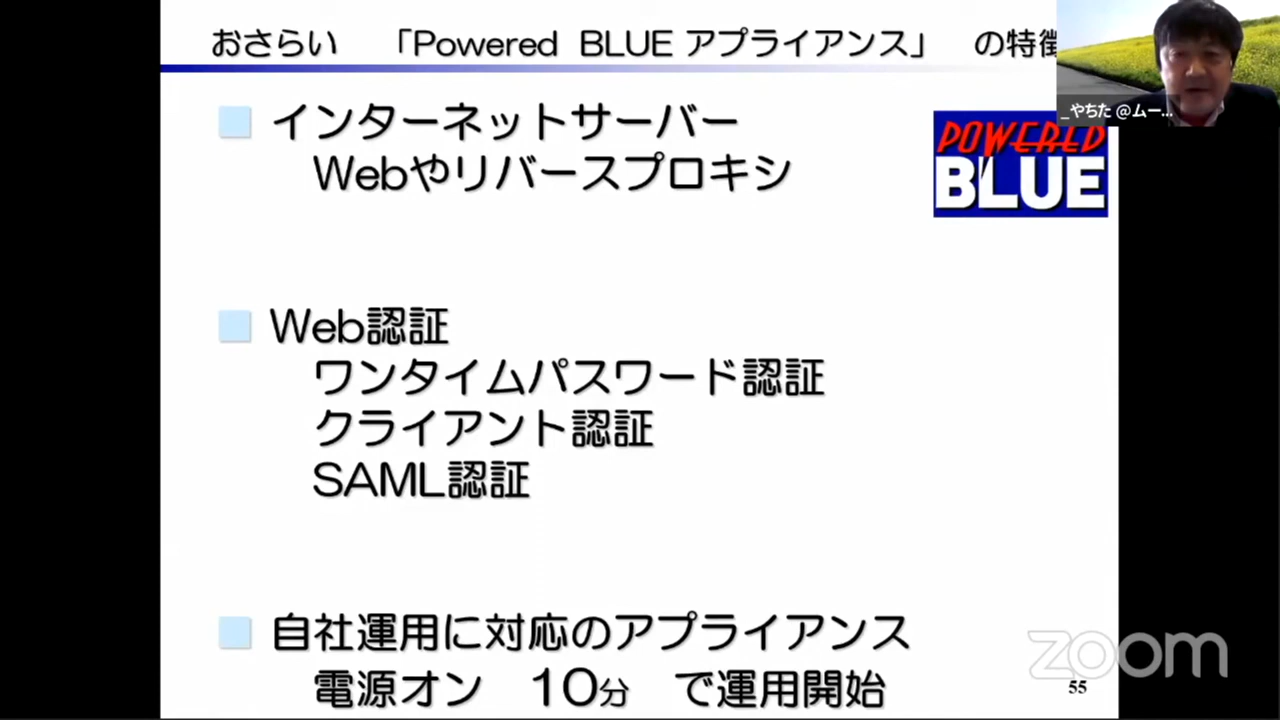 おさらい 「Powered BLUE アプライアンス」 の特徴
_やちた @ムー...
POWERED
BLUE
インターネットサーバー
Webやリバースプロキシ
Web認証
ワンタイムパスワード認証
クライアント認証
SAML認証
自社運用に対応のアプライアンス
電源オン 10分 で運用開始
zoom
55